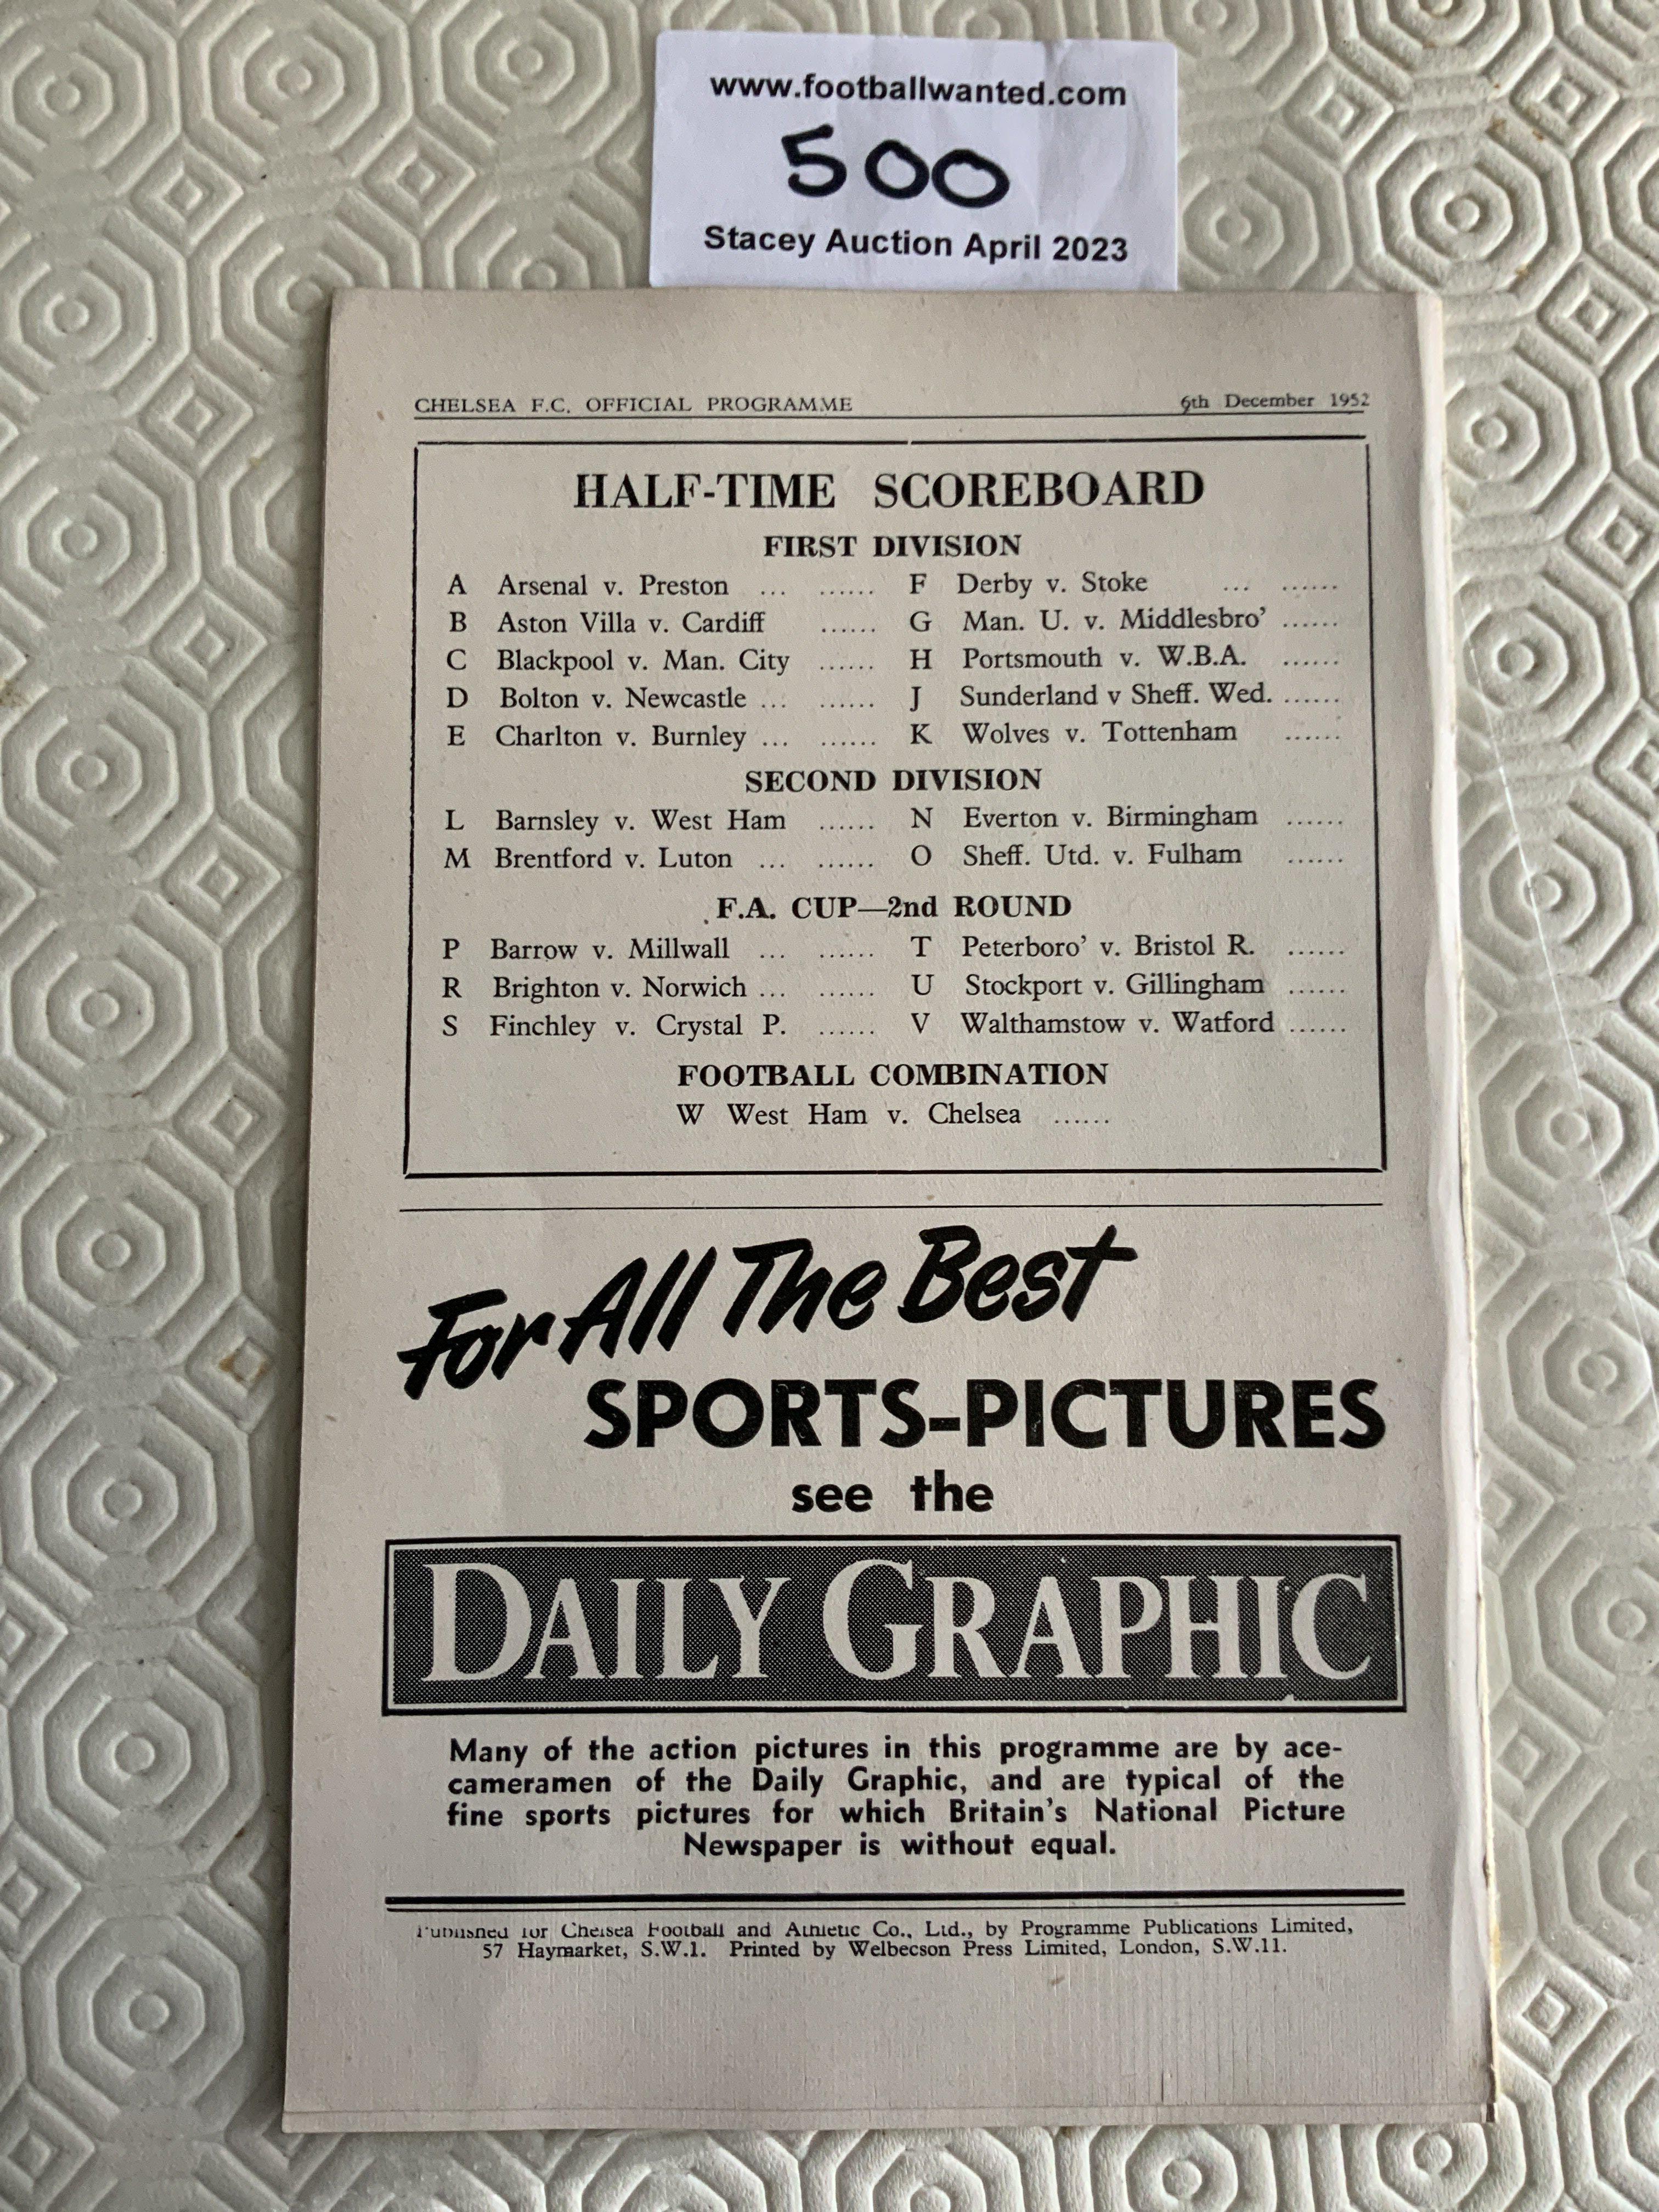 www.footballwanted.com
500
Stacey Auction April 2023
CHELSEA F.C. OFFICIAL PROGRAMME 6th December 1952
HALF-TIME SCOREBOARD
FIRST DIVISION
A Arsenal v. Preston ... ...... F Derby v. Stoke ... ......
B Aston Villa v. Cardiff ...... G Man. U. v. Middlesbro' ......
C Blackpool v. Man. City ...... H Portsmouth v. W.B.A. ......
D Bolton v. Newcastle ... ...... J Sunderland v Sheff. Wed. ......
E Charlton v. Burnley ... ...... K Wolves v. Tottenham ......
SECOND DIVISION
L Barnsley v. West Ham ...... N Everton v. Birmingham ......
M Brentford v. Luton ... ...... O Sheff. Utd. v. Fulham ......
F.A. CUP—2nd ROUND
P Barrow v. Millwall ... ...... T Peterboro' v. Bristol R. ......
R Brighton v. Norwich ... ...... U Stockport v. Gillingham ......
S Finchley v. Crystal P. ...... V Walthamstow v. Watford ......
FOOTBALL COMBINATION
W West Ham v. Chelsea ......
For All The Best
SPORTS-PICTURES
see the
DAILY GRAPHIC
Many of the action pictures in this programme are by ace-
cameramen of the Daily Graphic, and are typical of the
fine sports pictures for which Britain's National Picture
Newspaper is without equal.
Published for Chelsea Football and Athletic Co., Ltd., by Programme Publications Limited,
57 Haymarket, S.W.1. Printed by Welbecson Press Limited, London, S.W.11.